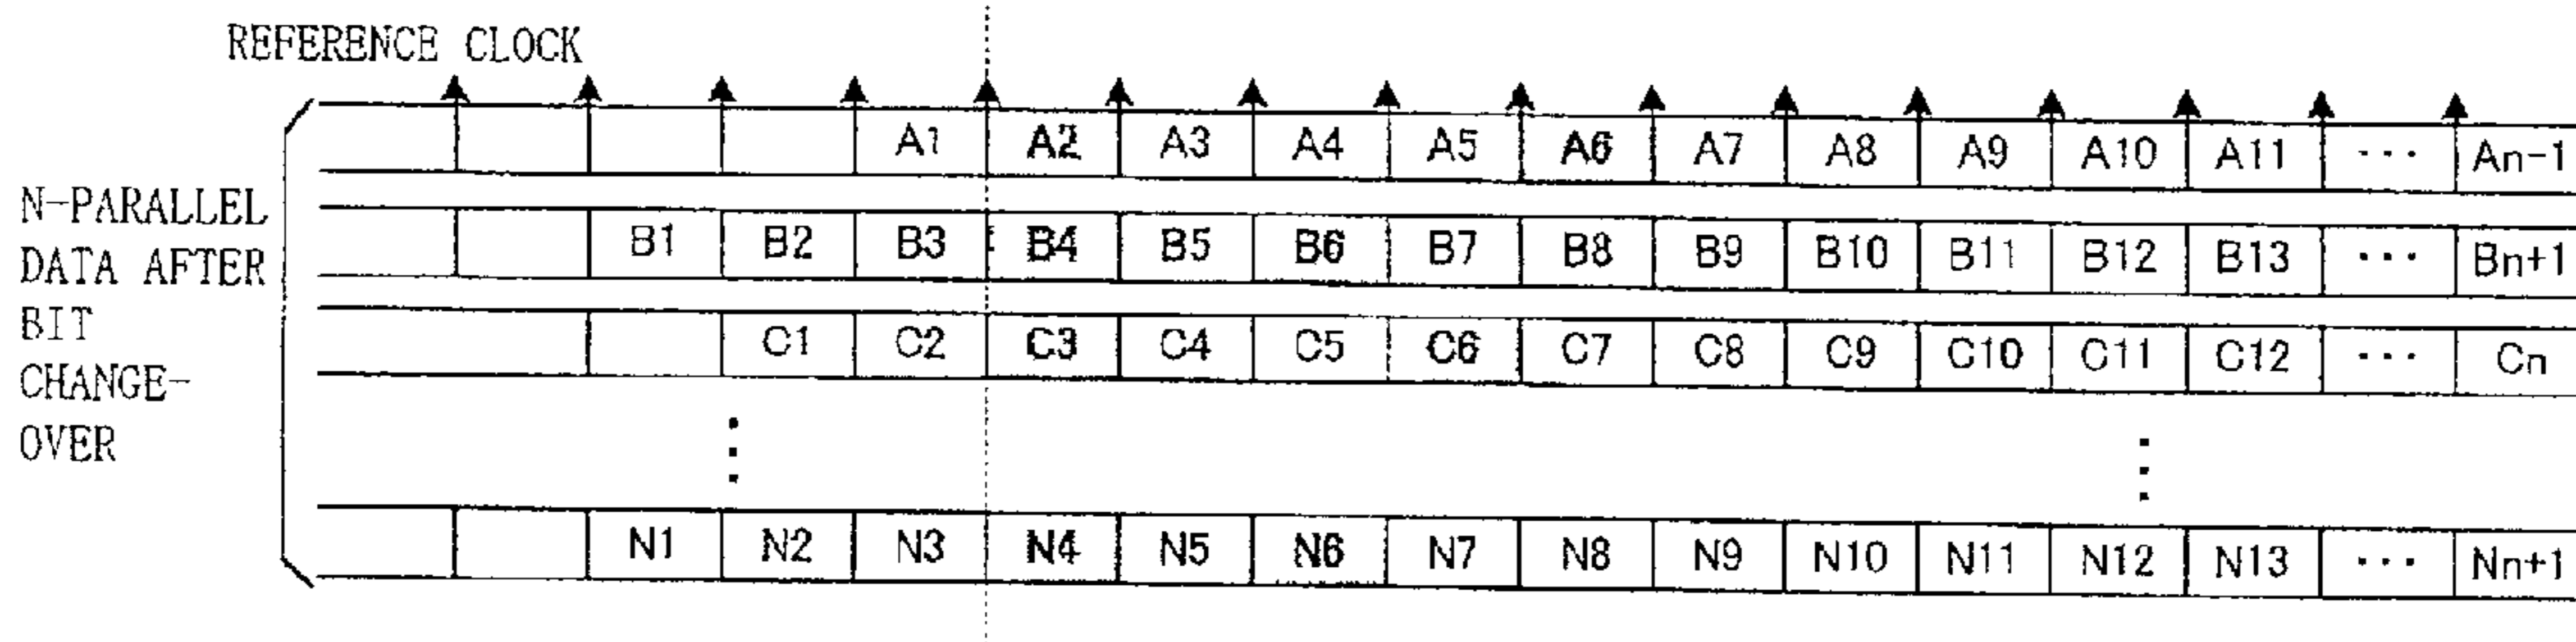 REFERENCE CLOCK
A1 A2 A3 A4 A5 A6 A7 A8 A9 A10 A11 ··· An-1
N-PARALLEL
DATA AFTER
BIT
CHANGE-
OVER
B1 B2 B3 B4 B5 B6 B7 B8 B9 B10 B11 B12 B13 ··· Bn+1
C1 C2 C3 C4 C5 C6 C7 C8 C9 C10 C11 C12 ··· Cn
N1 N2 N3 N4 N5 N6 N7 N8 N9 N10 N11 N12 N13 ··· Nn+1